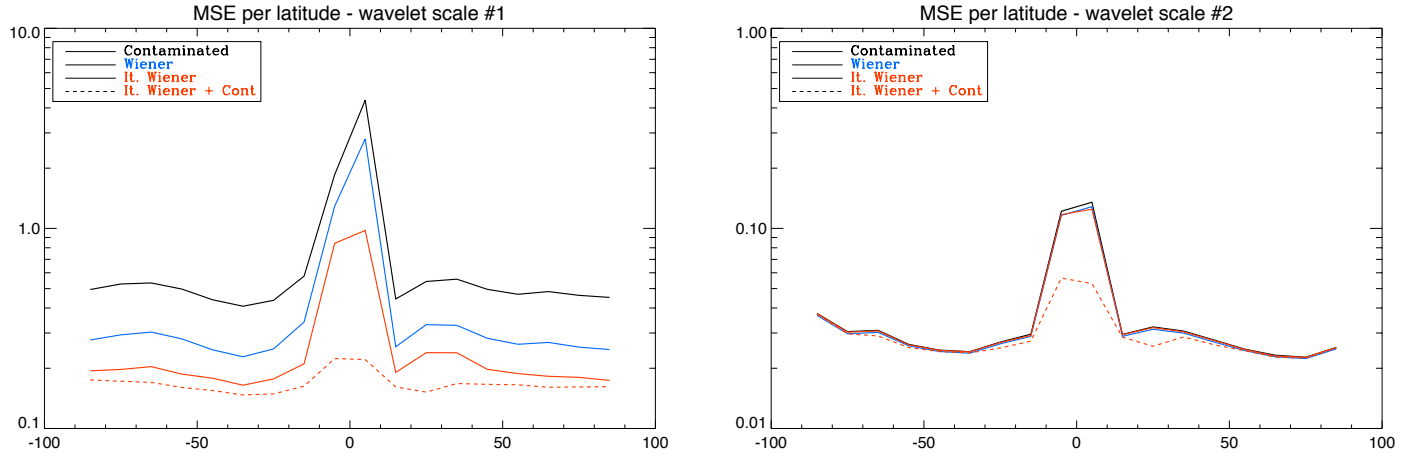 MSE per latitude - wavelet scale #1
10.0
Contaminated
Wiener
It. Wiener
It. Wiener + Cont
1.0
0.1
-100 -50 0 50 100
MSE per latitude - wavelet scale #2
1.00
Contaminated
Wiener
It. Wiener
It. Wiener + Cont
0.10
0.01
-100 -50 0 50 100